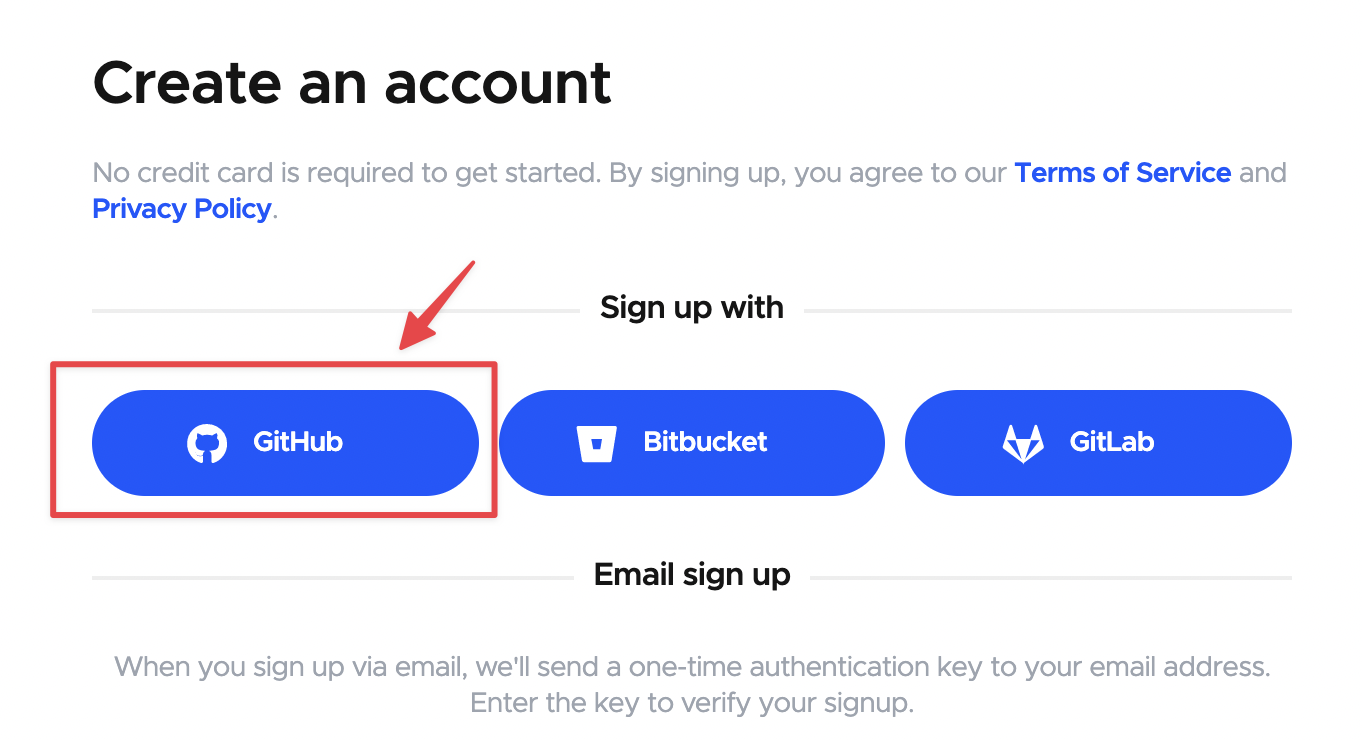 Create an account
No credit card is required to get started. By signing up, you agree to our Terms of Service and
Privacy Policy.
Sign up with
GitHub
Bitbucket
GitLab
Email sign up
When you sign up via email, we'll send a one-time authentication key to your email address.
Enter the key to verify your signup.